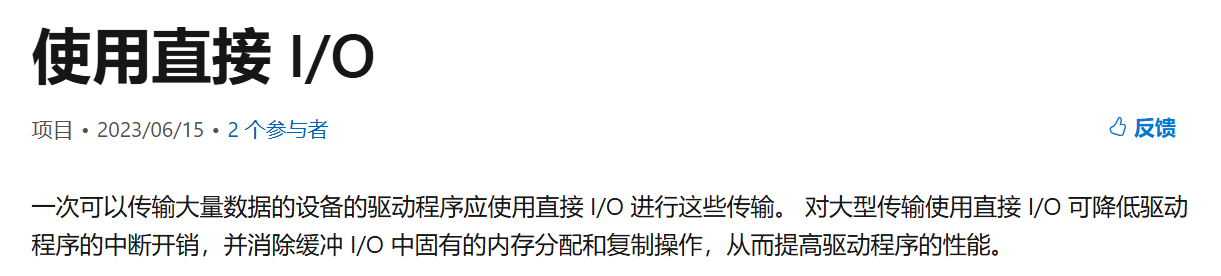 使用直接 I/O
项目 • 2023/06/15 • 2 个参与者
反馈
一次可以传输大量数据的设备的驱动程序应使用直接 I/O 进行这些传输。 对大型传输使用直接 I/O 可降低驱动
程序的中断开销，并消除缓冲 I/O 中固有的内存分配和复制操作，从而提高驱动程序的性能。